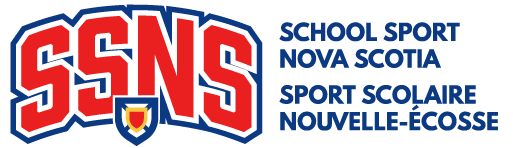 SSNS
SCHOOL SPORT
NOVA SCOTIA
SPORT SCOLAIRE
NOUVELLE-ÉCOSSE